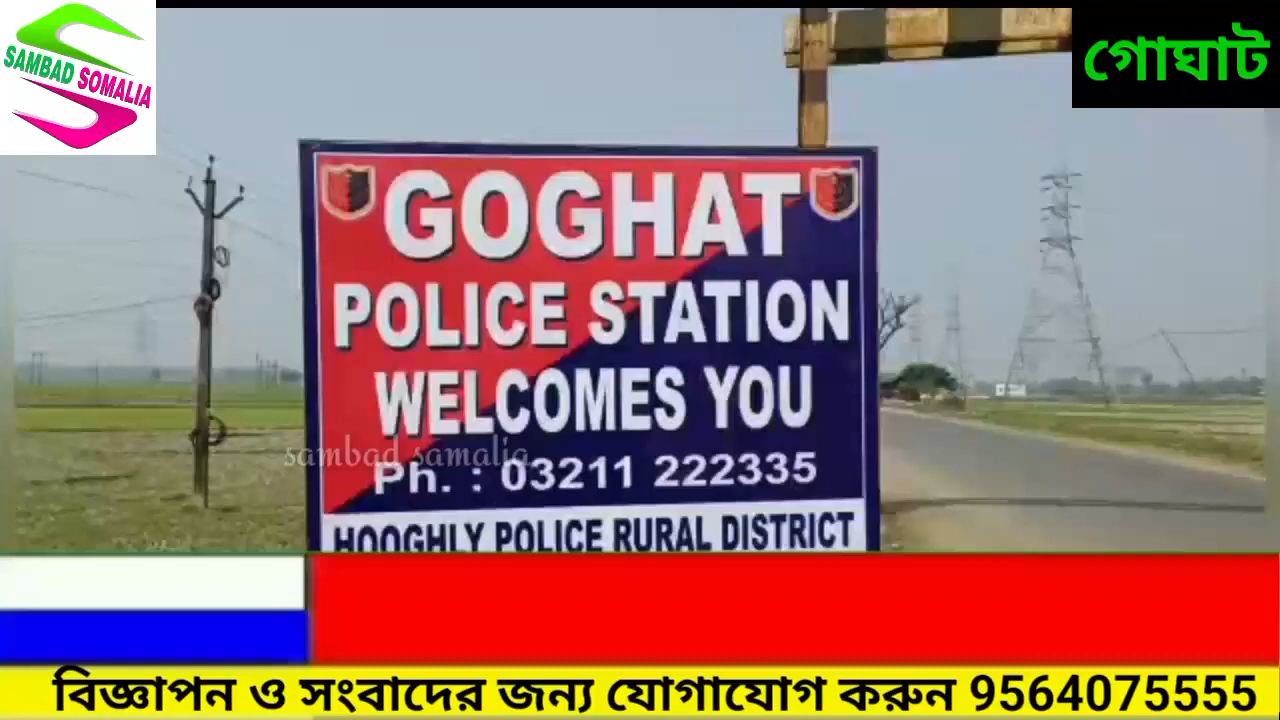 SAMBAD SOMALIA
গোঘাট
GOGHAT
POLICE STATION
WELCOMES YOU
sambad samalia
Ph. : 03211 222335
HOOGHLY POLICE RURAL DISTRICT
বিজ্ঞাপন ও সংবাদের জন্য যোগাযোগ করুন 9564075555